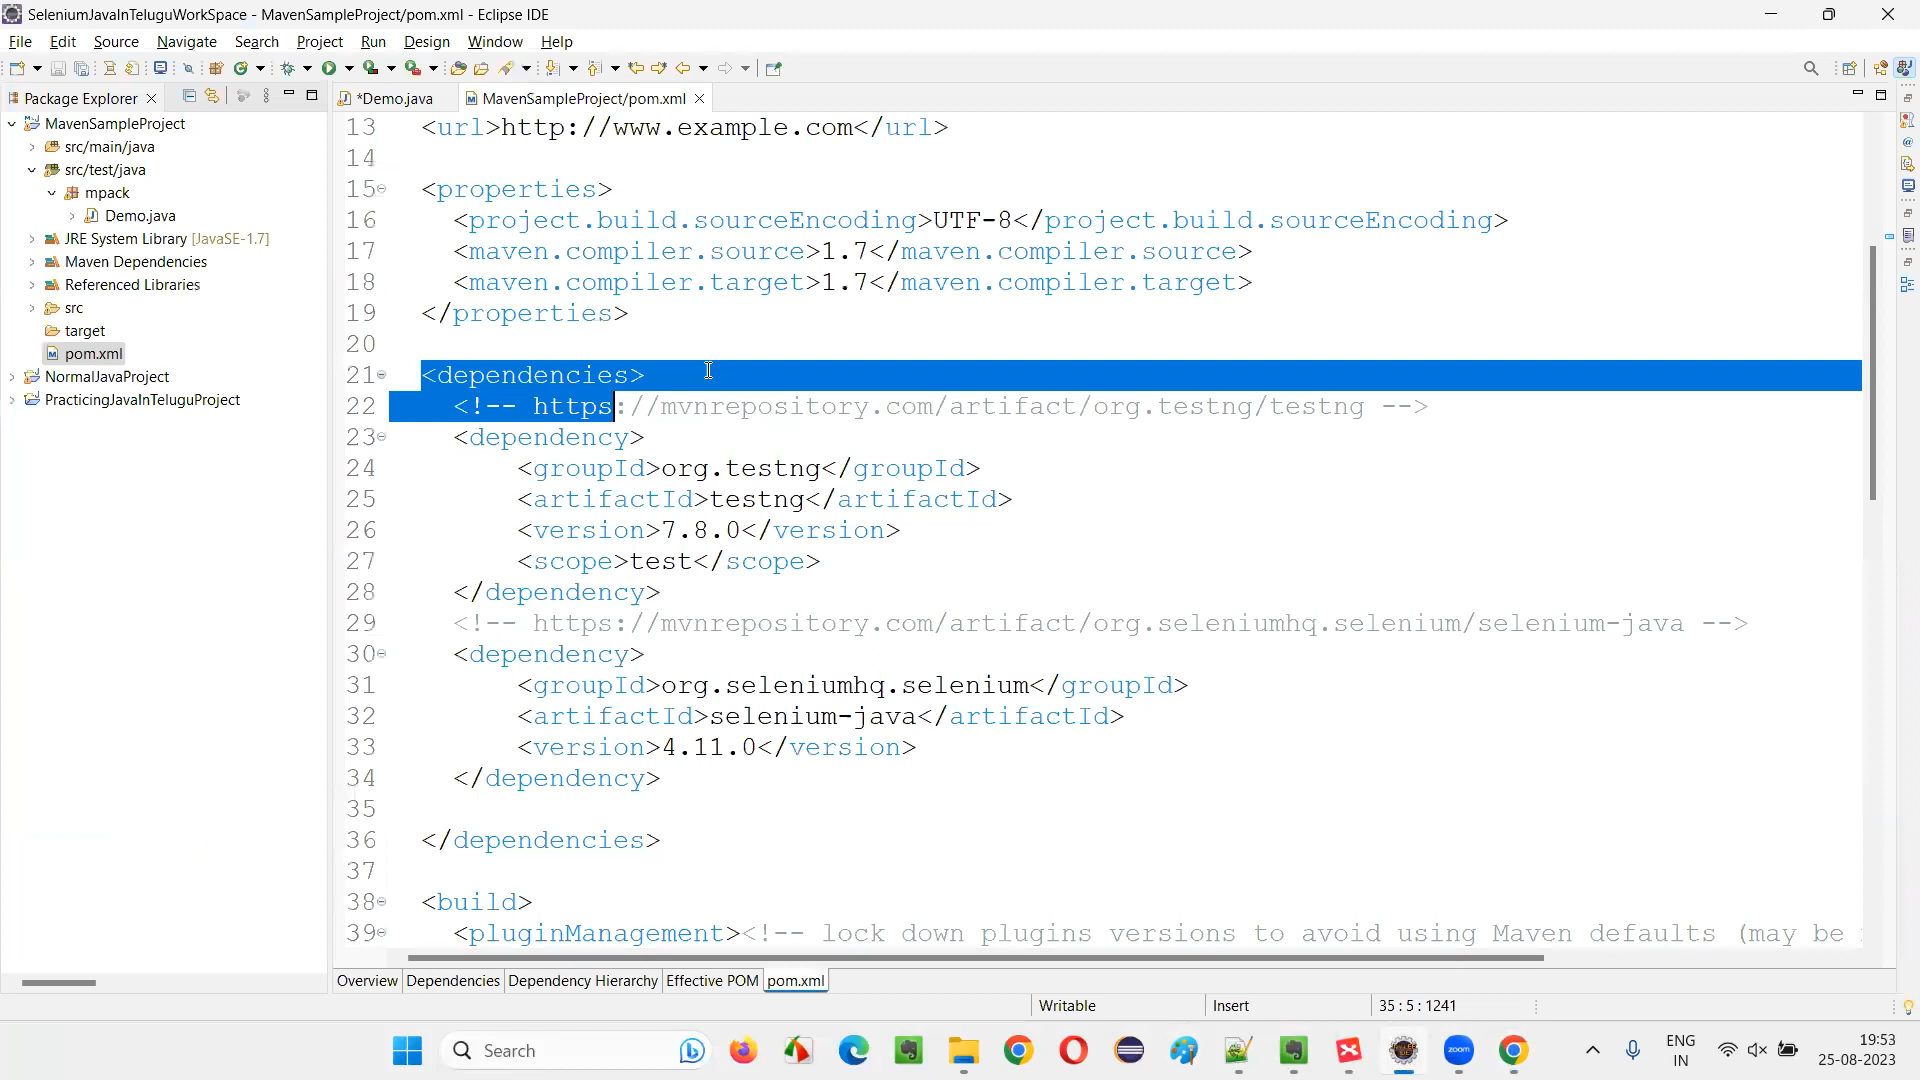 SeleniumJavaInTeluguWorkSpace - MavenSampleProject/pom.xml - Eclipse IDE
File Edit Source Navigate Search Project Run Design Window Help
Package Explorer
*Demo.java
MavenSampleProject/pom.xml
MavenSampleProject
src/main/java
src/test/java
mpack
Demo.java
JRE System Library [JavaSE-1.7]
Maven Dependencies
Referenced Libraries
src
target
pom.xml
NormalJavaProject
PracticingJavaInTeluguProject
13 <url>http://www.example.com</url>
14
15 <properties>
16 <project.build.sourceEncoding>UTF-8</project.build.sourceEncoding>
17 <maven.compiler.source>1.7</maven.compiler.source>
18 <maven.compiler.target>1.7</maven.compiler.target>
19 </properties>
20
21 <dependencies>
22 <!-- https://mvnrepository.com/artifact/org.testng/testng -->
23 <dependency>
24 <groupId>org.testng</groupId>
25 <artifactId>testng</artifactId>
26 <version>7.8.0</version>
27 <scope>test</scope>
28 </dependency>
29 <!-- https://mvnrepository.com/artifact/org.seleniumhq.selenium/selenium-java -->
30 <dependency>
31 <groupId>org.seleniumhq.selenium</groupId>
32 <artifactId>selenium-java</artifactId>
33 <version>4.11.0</version>
34 </dependency>
35
36 </dependencies>
37
38 <build>
39 <pluginManagement><!-- lock down plugins versions to avoid using Maven defaults (may be
Overview Dependencies Dependency Hierarchy Effective POM pom.xml
Writable Insert 35 : 5 : 1241
Search
zoom
ENG
IN
19:53
25-08-2023